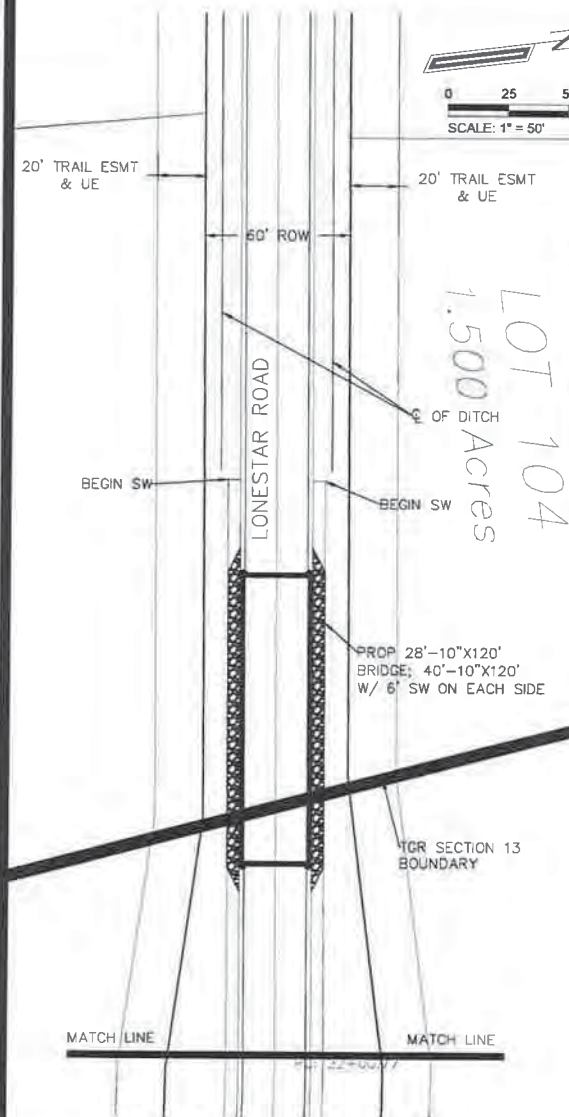 N
0 25
SCALE: 1" = 50'
20' TRAIL ESMT
& UE
20' TRAIL ESMT
& UE
60' ROW
LOT 104
1.500 Acres
LONESTAR ROAD
℄ OF DITCH
BEGIN SW
BEGIN SW
PROP 28'-10"X120'
BRIDGE; 40'-10"X120'
W/ 6' SW ON EACH SIDE
TCR SECTION 13
BOUNDARY
MATCH LINE
MATCH LINE